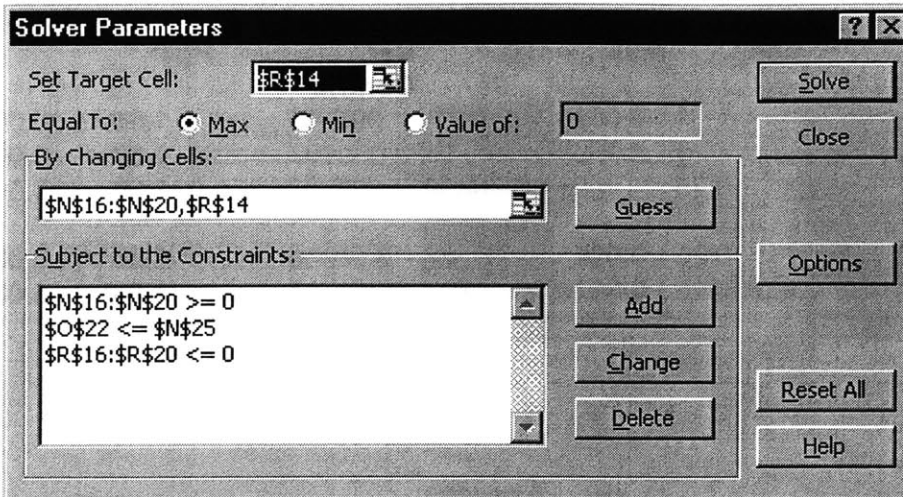 Solver Parameters ? ×
Set Target Cell: $R$14 Solve
Equal To: Max Min Value of: 0 Close
By Changing Cells:
$N$16:$N$20,$R$14 Guess
Subject to the Constraints: Options
$N$16:$N$20 >= 0 Add
$O$22 <= $N$25
$R$16:$R$20 <= 0 Change
Reset All
Delete
Help